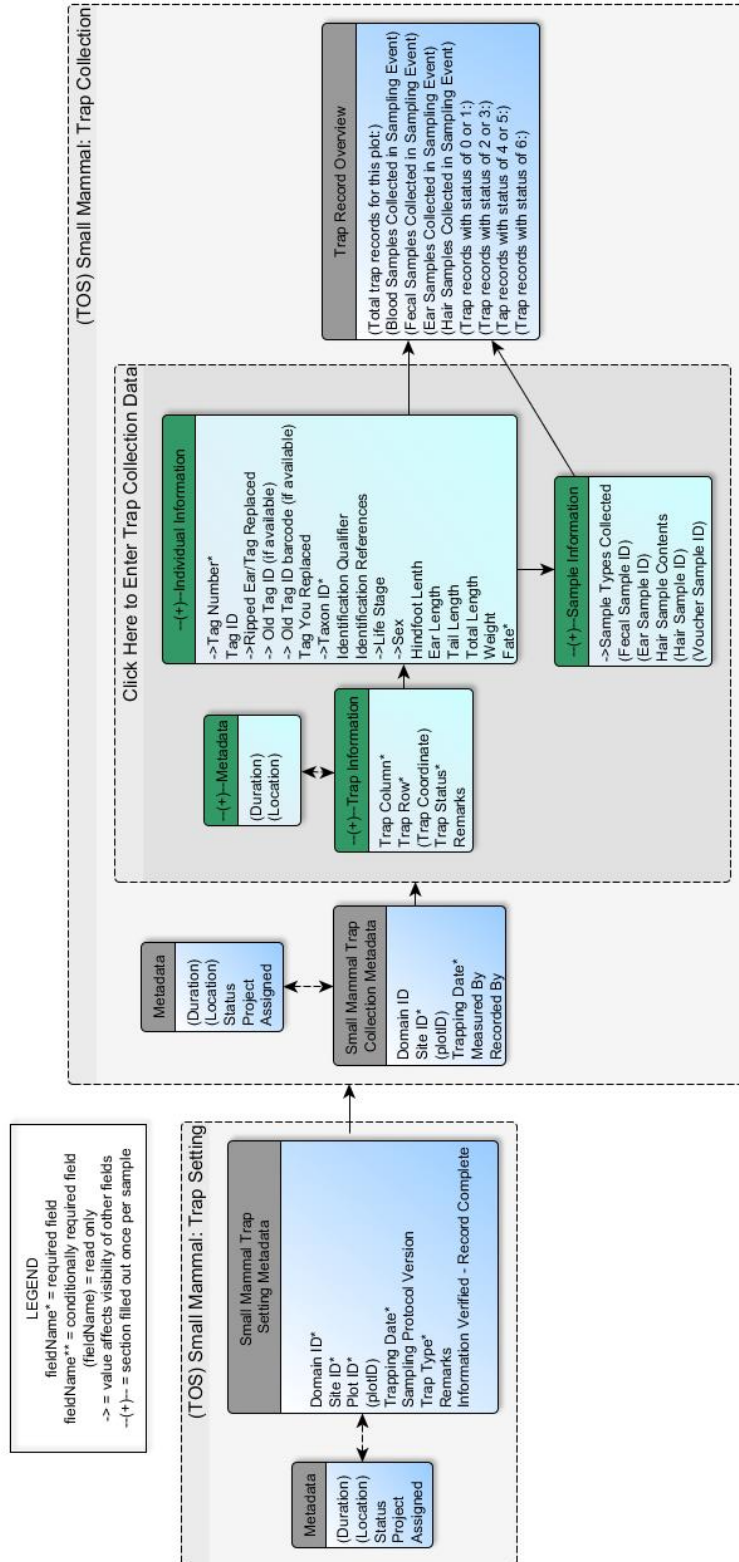 LEGEND
fieldName* = required field
fieldName** = conditionally required field
(fieldName) = read only
-> = value affects visibility of other fields
--(+)-- = section filled out once per sample
(TOS) Small Mammal: Trap Setting
Metadata
(Duration)
(Location)
Status
Project
Assigned
Small Mammal Trap
Setting Metadata
Domain ID*
Site ID*
Plot ID*
(plotID)
Trapping Date*
Sampling Protocol Version
Trap Type*
Remarks
Information Verified - Record Complete
(TOS) Small Mammal: Trap Collection
Metadata
(Duration)
(Location)
Status
Project
Assigned
Small Mammal Trap
Collection Metadata
Domain ID
Site ID*
(plotID)
Trapping Date*
Measured By
Recorded By
Click Here to Enter Trap Collection Data
--(+)--Metadata
(Duration)
(Location)
--(+)--Trap Information
Trap Column*
Trap Row*
(Trap Coordinate)
Trap Status*
Remarks
--(+)--Individual Information
->Tag Number*
Tag ID
->Ripped Ear/Tag Replaced
-> Old Tag ID (if available)
-> Old Tag ID barcode (if available)
Tag You Replaced
->Taxon ID*
Identification Qualifier
Identification References
->Life Stage
->Sex
Hindfoot Lenth
Ear Length
Tail Length
Total Length
Weight
Fate*
--(+)--Sample Information
->Sample Types Collected
(Fecal Sample ID)
(Ear Sample ID)
Hair Sample Contents
(Hair Sample ID)
(Voucher Sample ID)
Trap Record Overview
(Total trap records for this plot:)
(Blood Samples Collected in Sampling Event)
(Fecal Samples Collected in Sampling Event)
(Ear Samples Collected in Sampling Event)
(Hair Samples Collected in Sampling Event)
(Trap records with status of 0 or 1:)
(Trap records with status of 2 or 3:)
(Tap records with status of 4 or 5:)
(Trap records with status of 6:)